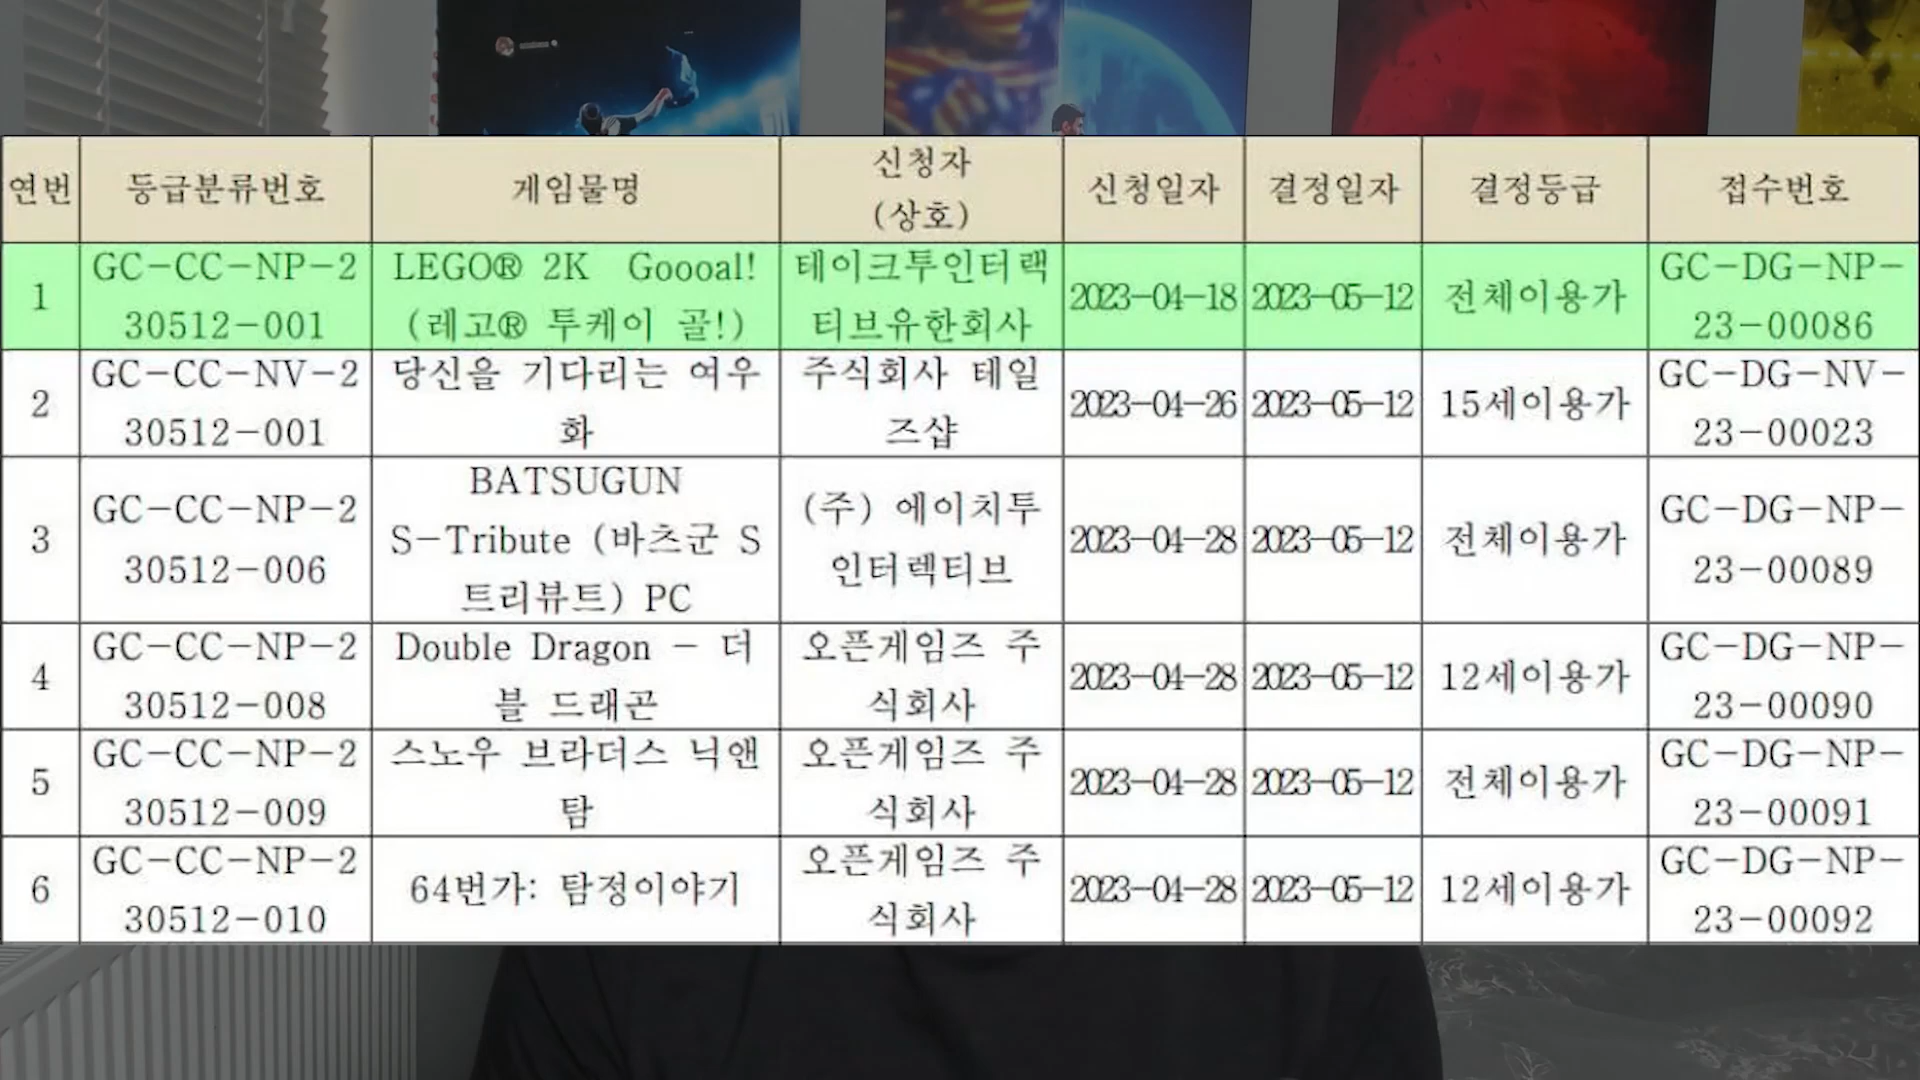 연번 등급분류번호 게임물명 신청자 신청일자 결정일자 결정등급 접수번호
(상호)
1 GC-CC-NP-2 LEGO® 2K Goooal! 테이크투인터랙 2023-04-18 2023-05-12 전체이용가 GC-DG-NP-
30512-001 (레고® 투케이 골!) 티브유한회사 23-00086
2 GC-CC-NV-2 당신을 기다리는 여우 주식회사 테일 2023-04-26 2023-05-12 15세이용가 GC-DG-NV-
30512-001 화 즈샵 23-00023
BATSUGUN
3 GC-CC-NP-2 S-Tribute (바츠군 S (주) 에이치투 2023-04-28 2023-05-12 전체이용가 GC-DG-NP-
30512-006 트리뷰트) PC 인터렉티브 23-00089
4 GC-CC-NP-2 Double Dragon - 더 오픈게임즈 주 2023-04-28 2023-05-12 12세이용가 GC-DG-NP-
30512-008 블 드래곤 식회사 23-00090
5 GC-CC-NP-2 스노우 브라더스 닉앤 오픈게임즈 주 2023-04-28 2023-05-12 전체이용가 GC-DG-NP-
30512-009 탐 식회사 23-00091
6 GC-CC-NP-2 64번가: 탐정이야기 오픈게임즈 주 2023-04-28 2023-05-12 12세이용가 GC-DG-NP-
30512-010 식회사 23-00092